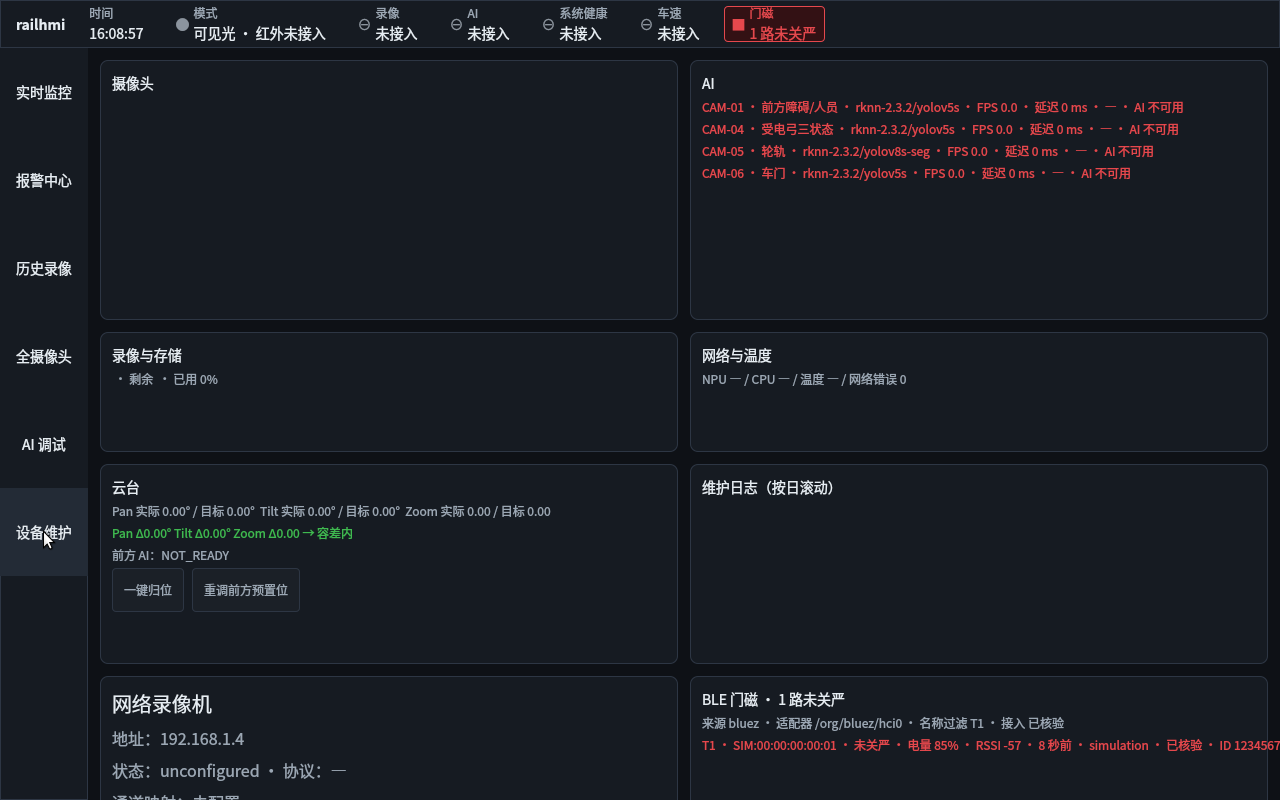 railhmi
时间
16:08:57
模式
可见光 · 红外未接入
录像
未接入
AI
未接入
系统健康
未接入
车速
未接入
门磁
1 路未关严
实时监控
报警中心
历史录像
全摄像头
AI 调试
设备维护
摄像头
AI
CAM-01 · 前方障碍/人员 · rknn-2.3.2/yolov5s · FPS 0.0 · 延迟 0 ms · — · AI 不可用
CAM-04 · 受电弓三状态 · rknn-2.3.2/yolov5s · FPS 0.0 · 延迟 0 ms · — · AI 不可用
CAM-05 · 轮轨 · rknn-2.3.2/yolov8s-seg · FPS 0.0 · 延迟 0 ms · — · AI 不可用
CAM-06 · 车门 · rknn-2.3.2/yolov5s · FPS 0.0 · 延迟 0 ms · — · AI 不可用
录像与存储
· 剩余 · 已用 0%
网络与温度
NPU — / CPU — / 温度 — / 网络错误 0
云台
Pan 实际 0.00° / 目标 0.00° Tilt 实际 0.00° / 目标 0.00° Zoom 实际 0.00 / 目标 0.00
Pan Δ0.00° Tilt Δ0.00° Zoom Δ0.00 → 容差内
前方 AI：NOT_READY
一键归位
重调前方预置位
维护日志（按日滚动）
网络录像机
地址：192.168.1.4
状态：unconfigured · 协议：—
通道映射：未配置
BLE 门磁 · 1 路未关严
来源 bluez · 适配器 /org/bluez/hci0 · 名称过滤 T1 · 接入 已核验
T1 · SIM:00:00:00:00:01 · 未关严 · 电量 85% · RSSI -57 · 8 秒前 · simulation · 已核验 · ID 1234567